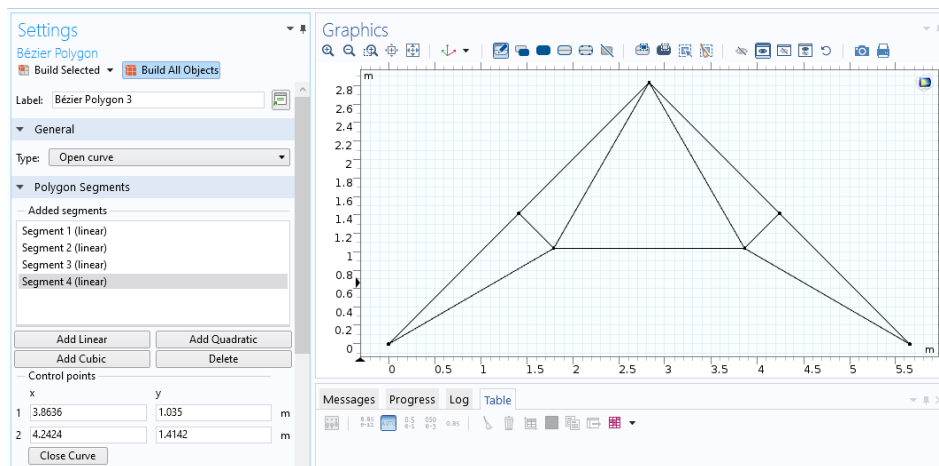 Settings
Bézier Polygon
Build Selected
Build All Objects
Label: Bézier Polygon 3
General
Type: Open curve
Polygon Segments
Added segments
Segment 1 (linear)
Segment 2 (linear)
Segment 3 (linear)
Segment 4 (linear)
Add Linear Add Quadratic
Add Cubic Delete
Control points
x y
1 3.8636 1.035 m
2 4.2424 1.4142 m
Close Curve
Graphics
m
2.8
2.6
2.4
2.2
2
1.8
1.6
1.4
1.2
1
0.8
0.6
0.4
0.2
0
m
0 0.5 1 1.5 2 2.5 3 3.5 4 4.5 5 5.5
Messages Progress Log Table
AUTO
0.85